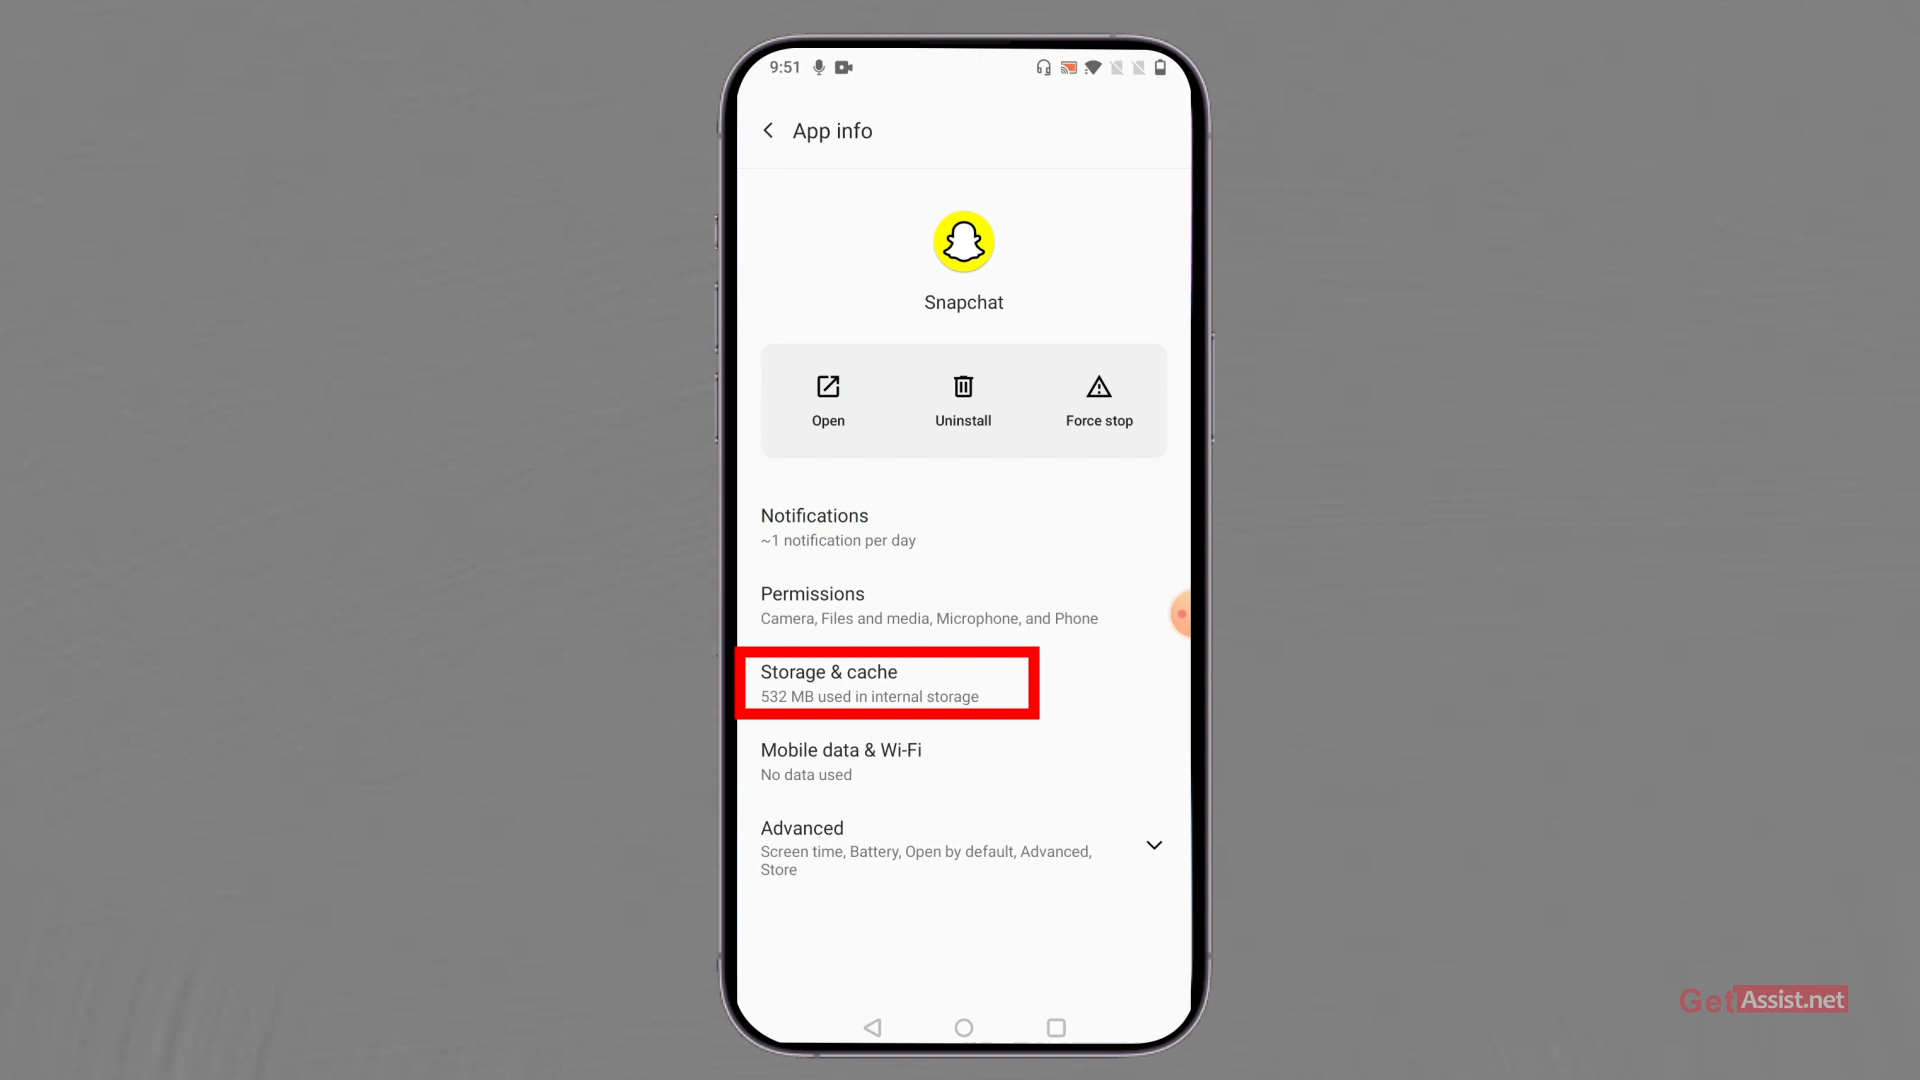 9:51
App info
Snapchat
Open
Uninstall
Force stop
Notifications
~1 notification per day
Permissions
Camera, Files and media, Microphone, and Phone
Storage & cache
532 MB used in internal storage
Mobile data & Wi-Fi
No data used
Advanced
Screen time, Battery, Open by default, Advanced,
Store
GetAssist.net